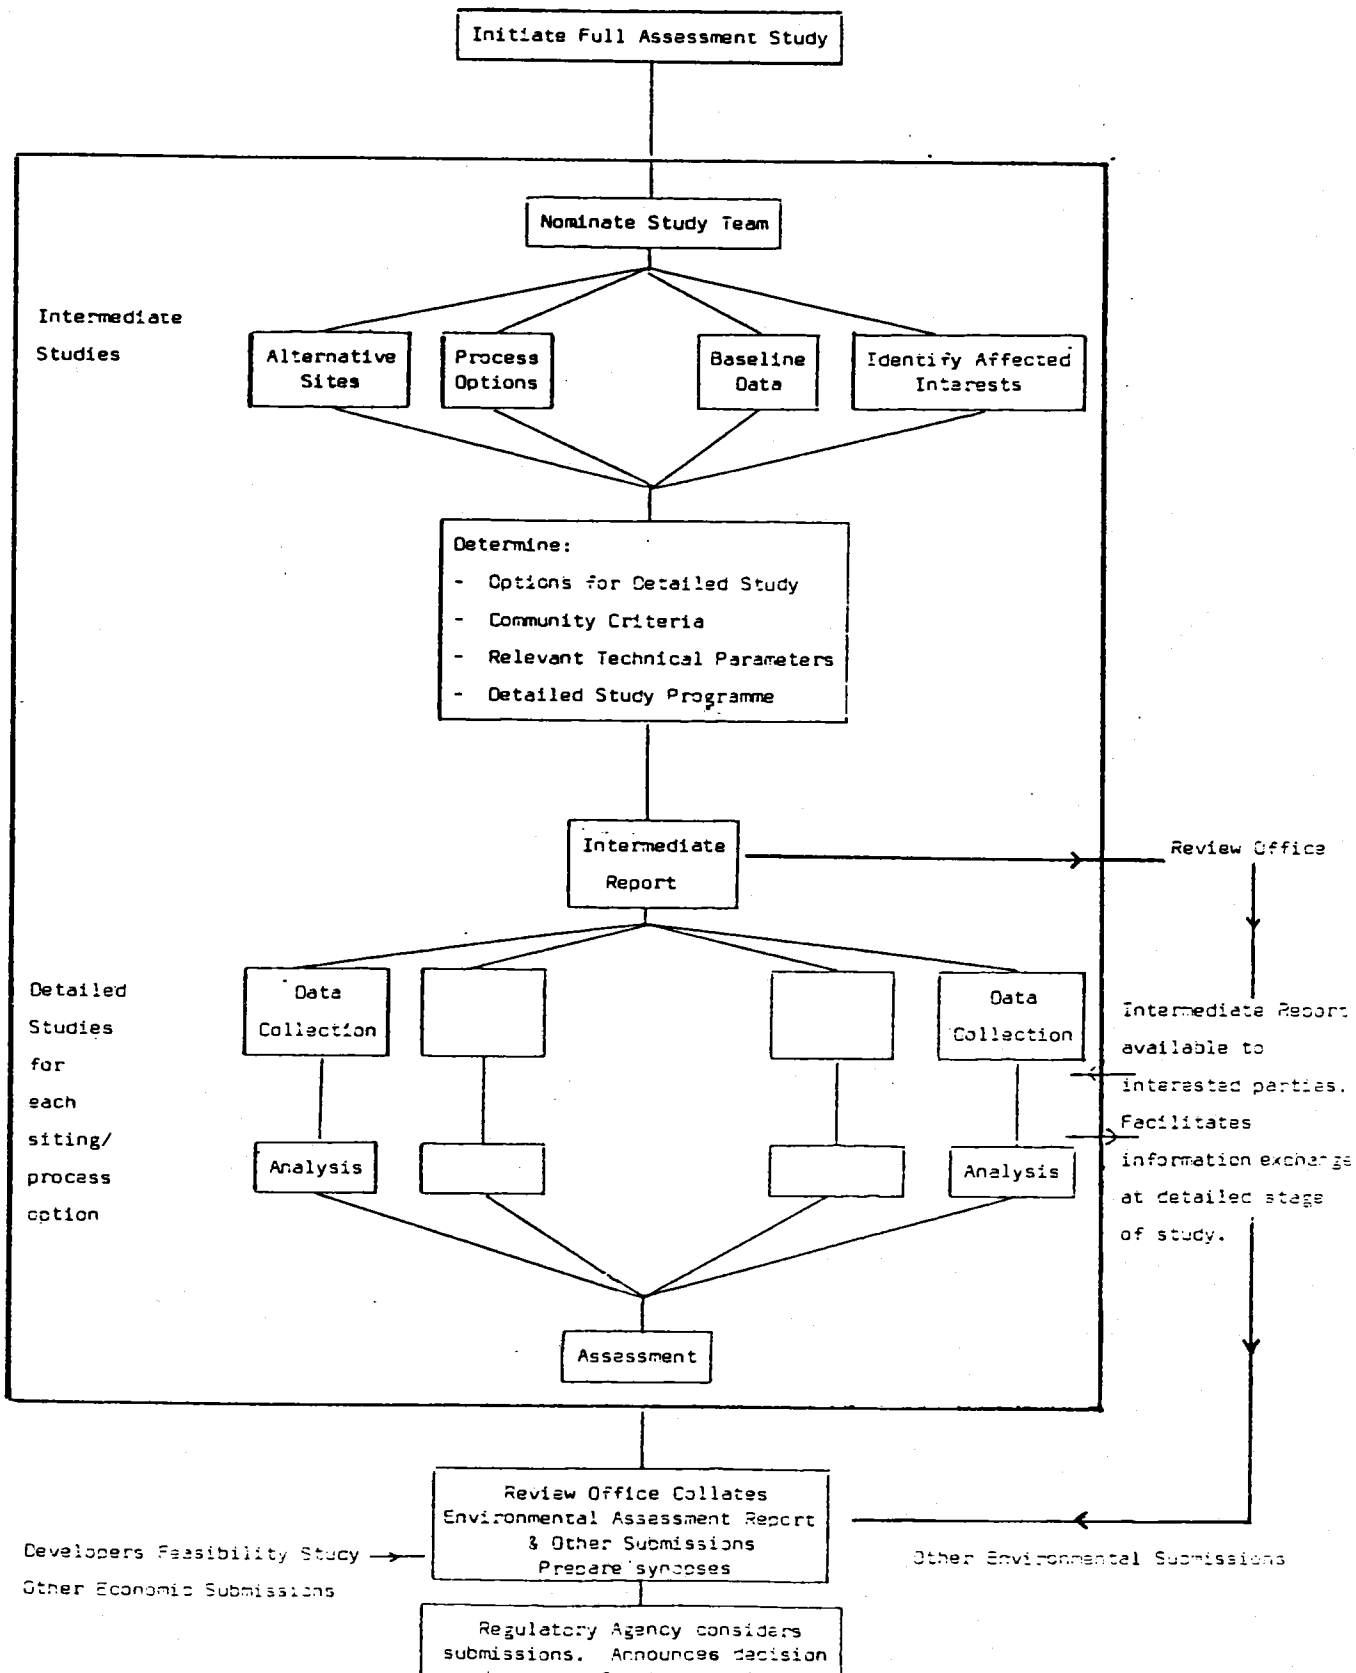 Initiate Full Assessment Study
Nominate Study Team
Intermediate
Studies
Alternative
Sites
Process
Options
Baseline
Data
Identify Affected
Interests
Determine:
- Options for Detailed Study
- Community Criteria
- Relevant Technical Parameters
- Detailed Study Programme
Intermediate
Report
Review Office
Detailed
Studies
for
each
siting/
process
option
Data
Collection
Data
Collection
Analysis
Analysis
Intermediate Report
available to
interested parties.
Facilitates
information exchange
at detailed stage
of study.
Assessment
Review Office Collates
Environmental Assessment Report
& Other Submissions
Prepare synopses
Developers Feasibility Study
Other Economic Submissions
Other Environmental Submissions
Regulatory Agency considers
submissions. Announces decision